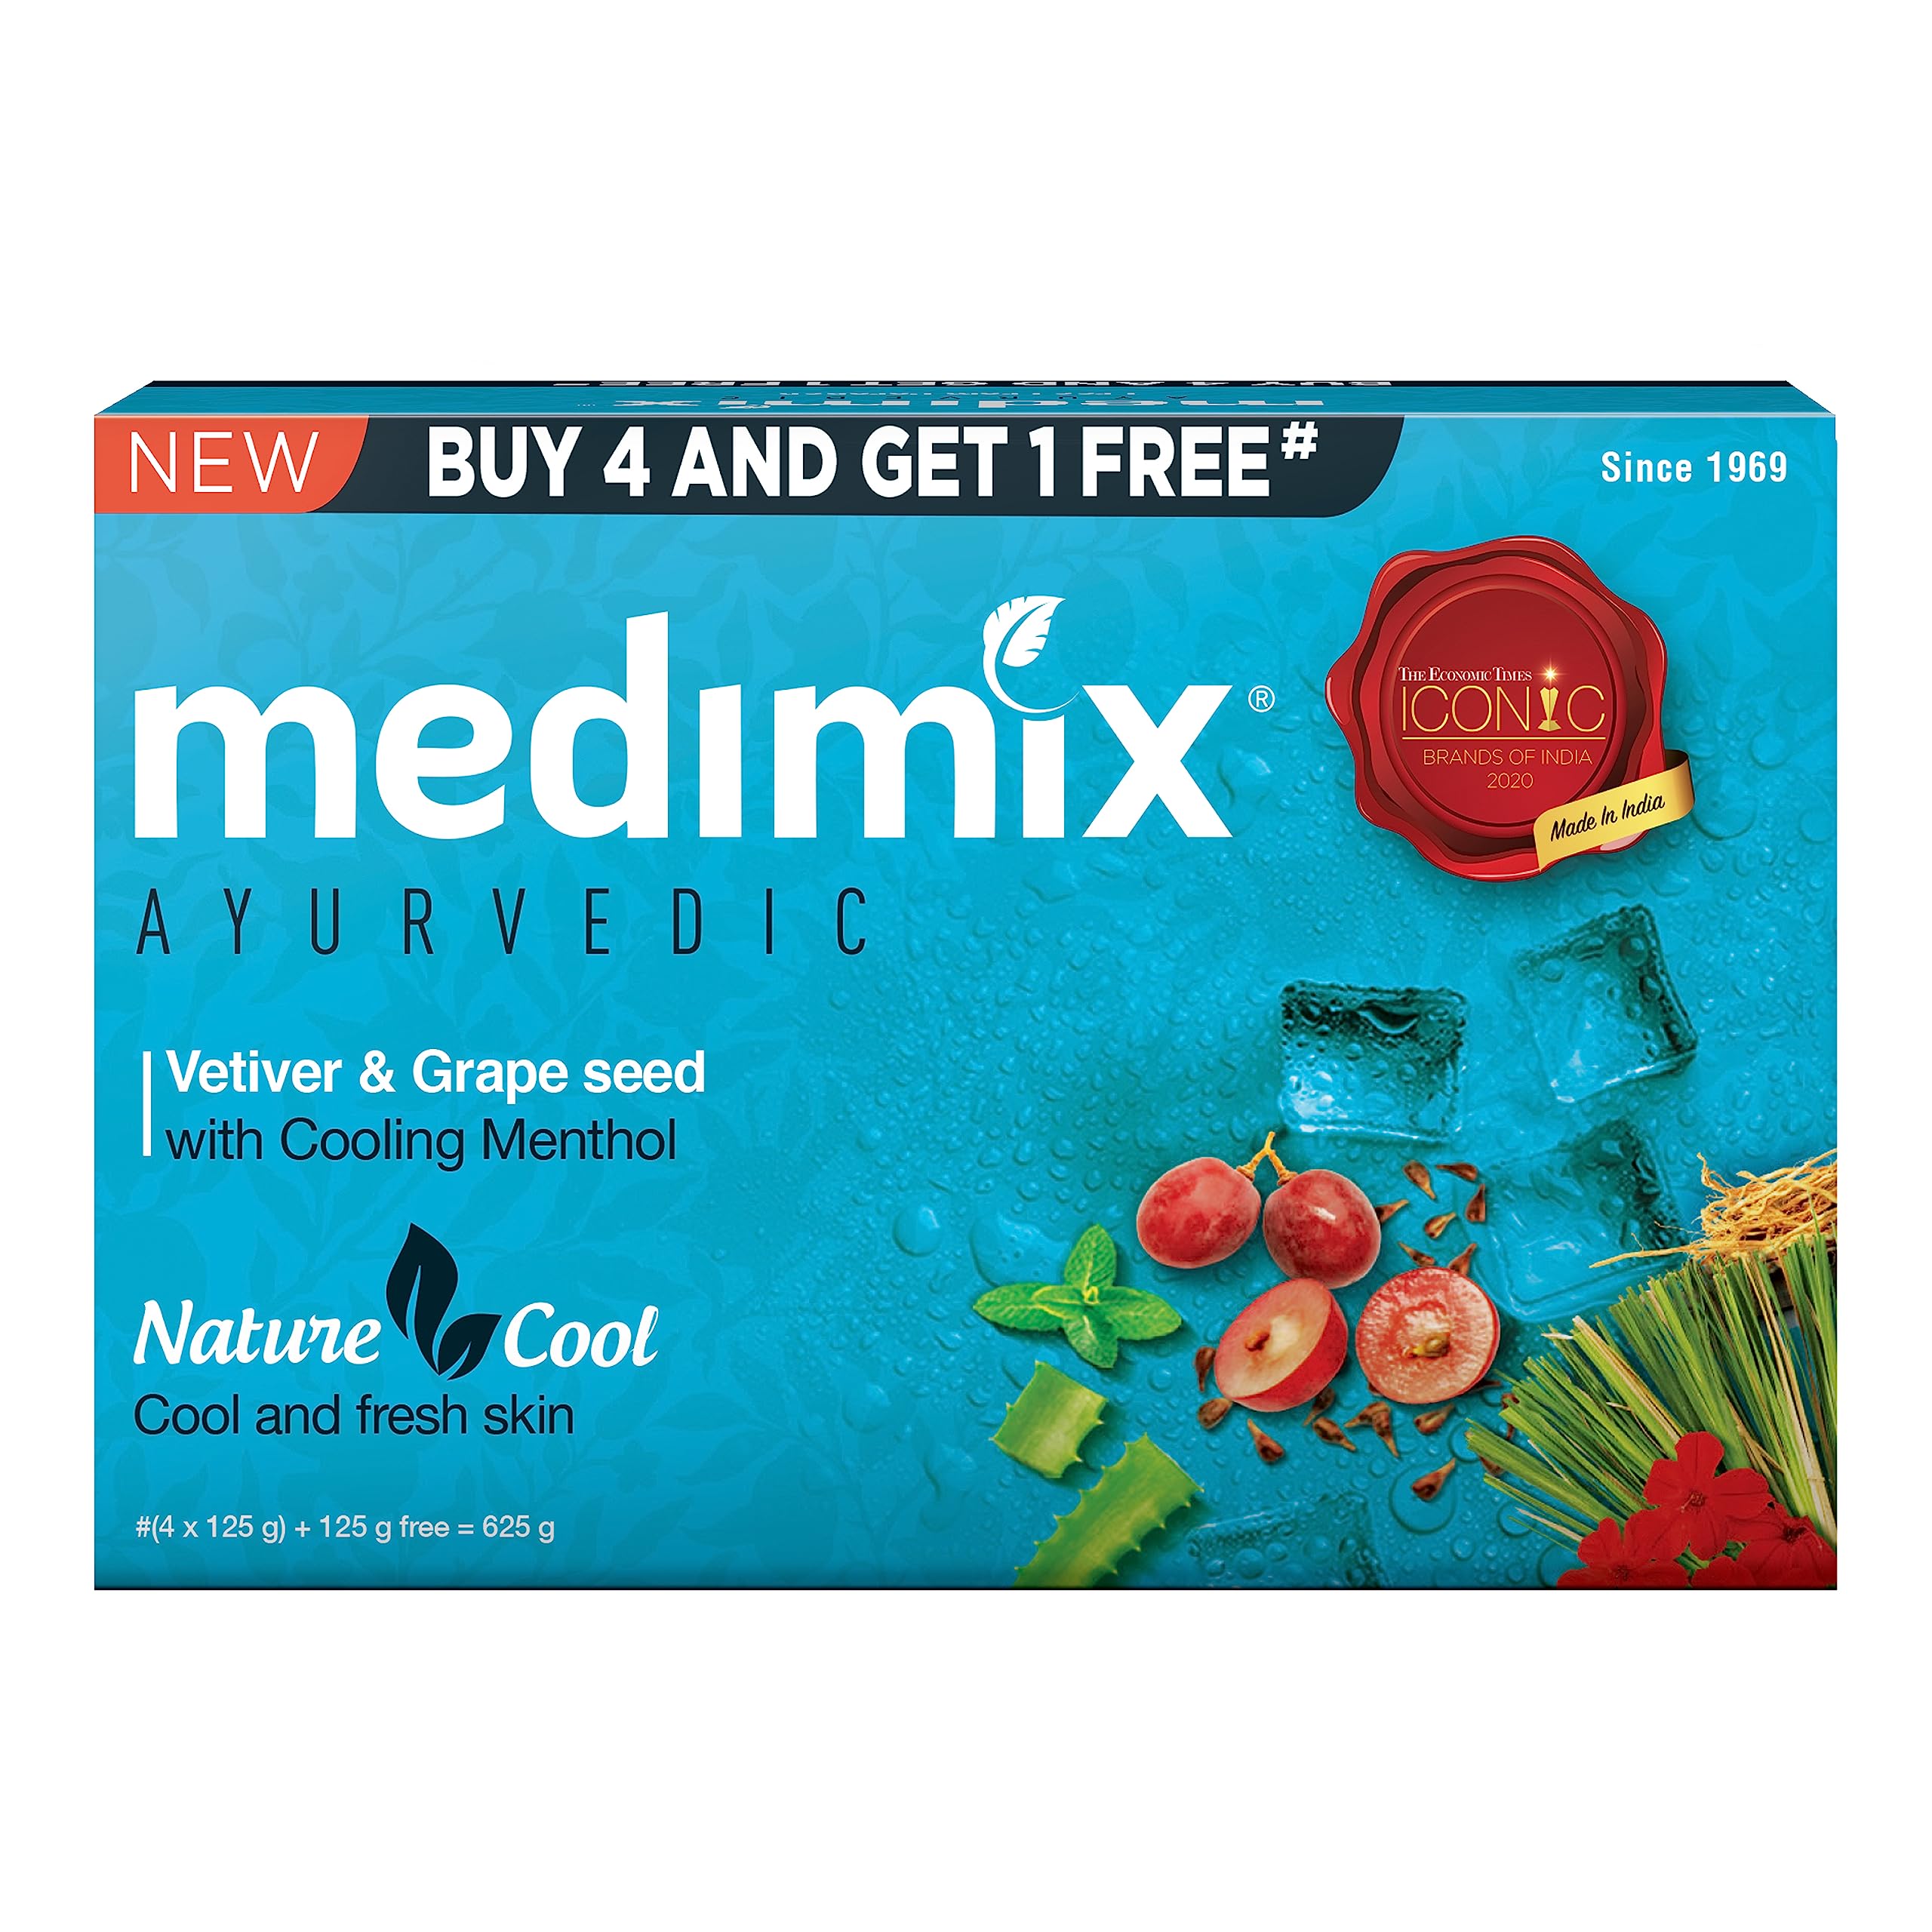 NEW
BUY 4 AND GET 1 FREE#
Since 1969
medimix®
AYURVEDIC
THE ECONOMIC TIMES
ICONIC
BRANDS OF INDIA
2020
Made In India
Vetiver & Grape seed
with Cooling Menthol
Nature Cool
Cool and fresh skin
#(4 x 125 g) + 125 g free = 625 g